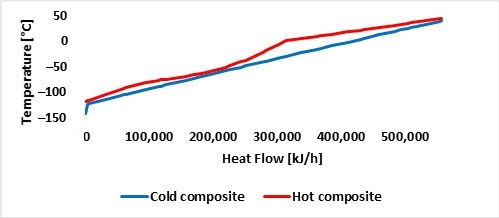 Temperature [°C]
50
0
−50
−100
−150
0 100,000 200,000 300,000 400,000 500,000
Heat Flow [kJ/h]
Cold composite Hot composite